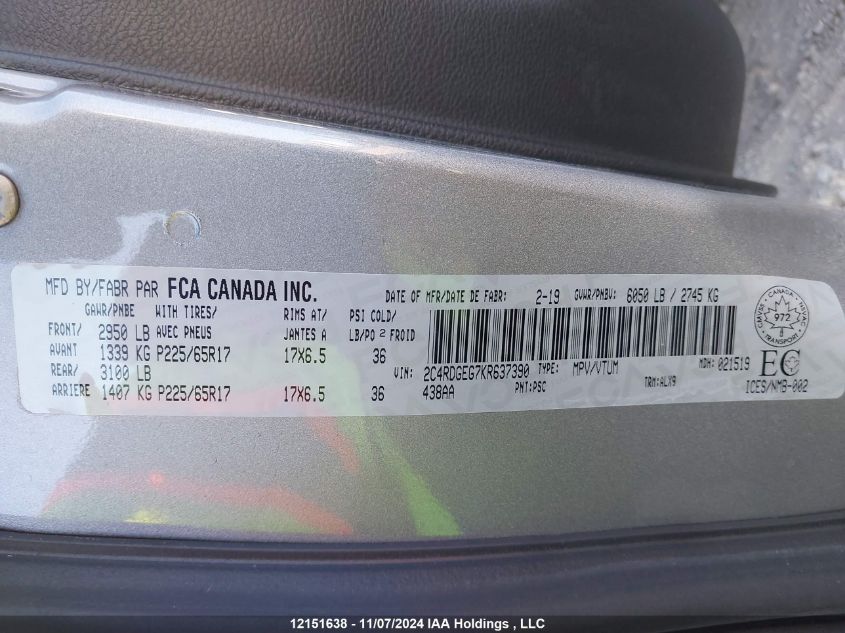 MFD BY/FABR PAR FCA CANADA INC. DATE OF MFR/DATE DE FABR: 2-19 GVWR/PNBV: 6050 LB / 2745 KG
GAWR/PNBE WITH TIRES/ RIMS AT/ PSI COLD/
FRONT/ 2950 LB AVEC PNEUS JANTES A LB/PO 2 FROID
AVANT 1339 KG P225/65R17 17X6.5 36
REAR/ 3100 LB VIN: 2C4RDGEG7KR637390 TYPE: MPV/VTUM MDH: 021519
ARRIERE 1407 KG P225/65R17 17X6.5 36 438AA PNT:PSC TRM:ALX9 ICES/NMB-002
CANADA
972
8
TRANSPORT
EC
12151638 - 11/07/2024 IAA Holdings , LLC